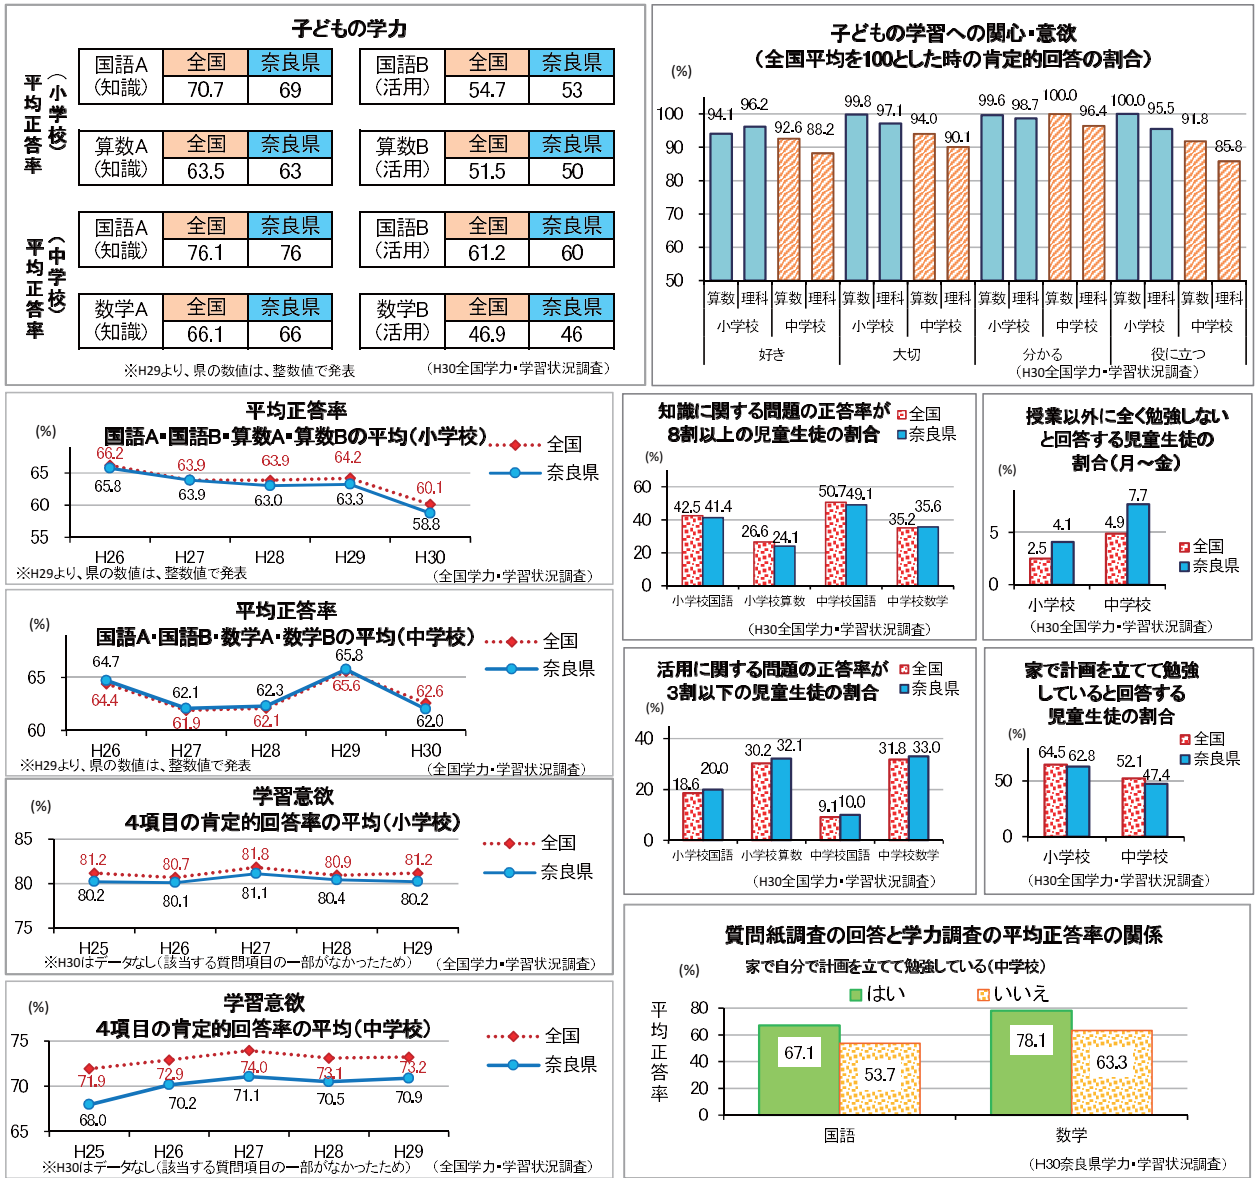 子どもの学力
(小学校)
平均正答率
国語A
(知識)
全国 奈良県
70.7 69
国語B
(活用)
全国 奈良県
54.7 53
算数A
(知識)
全国 奈良県
63.5 63
算数B
(活用)
全国 奈良県
51.5 50
(中学校)
平均正答率
国語A
(知識)
全国 奈良県
76.1 76
国語B
(活用)
全国 奈良県
61.2 60
数学A
(知識)
全国 奈良県
66.1 66
数学B
(活用)
全国 奈良県
46.9 46
※H29より、県の数値は、整数値で発表
(H30全国学力・学習状況調査)
子どもの学習への関心・意欲
(全国平均を100とした時の肯定的回答の割合)
(%)
100
90
80
70
60
50
94.1 96.2 92.6 88.2 99.8 97.1 94.0 90.1 99.6 98.7 100.0 96.4 100.0 95.5 91.8 85.8
算数 理科 算数 理科 算数 理科 算数 理科 算数 理科 算数 理科 算数 理科 算数 理科
小学校 中学校 小学校 中学校 小学校 中学校 小学校 中学校
好き 大切 分かる 役に立つ
(H30全国学力・学習状況調査)
平均正答率
国語A・国語B・算数A・算数Bの平均(小学校)
(%)
全国
奈良県
65
60
55
66.2 63.9 63.9 64.2 60.1
65.8 63.9 63.0 63.3 58.8
H26 H27 H28 H29 H30
※H29より、県の数値は、整数値で発表
(全国学力・学習状況調査)
平均正答率
国語A・国語B・数学A・数学Bの平均(中学校)
(%)
全国
奈良県
65
60
64.7 62.1 62.3 65.8 62.6
64.4 61.9 62.1 65.6 62.0
H26 H27 H28 H29 H30
※H29より、県の数値は、整数値で発表
(全国学力・学習状況調査)
学習意欲
4項目の肯定的回答率の平均(小学校)
(%)
全国
奈良県
85
80
75
81.2 80.7 81.8 80.9 81.2
80.2 80.1 81.1 80.4 80.2
H25 H26 H27 H28 H29
※H30はデータなし(該当する質問項目の一部がなかったため)
(全国学力・学習状況調査)
学習意欲
4項目の肯定的回答率の平均(中学校)
(%)
全国
奈良県
75
70
65
71.9 72.9 74.0 73.1 73.2
68.0 70.2 71.1 70.5 70.9
H25 H26 H27 H28 H29
※H30はデータなし(該当する質問項目の一部がなかったため)
(全国学力・学習状況調査)
知識に関する問題の正答率が
8割以上の児童生徒の割合
全国
奈良県
(%)
60
40
20
0
42.5 41.4 26.6 24.1 50.7 49.1 35.2 35.6
小学校国語 小学校算数 中学校国語 中学校数学
(H30全国学力・学習状況調査)
授業以外に全く勉強しない
と回答する児童生徒の
割合(月～金)
(%)
5
0
2.5 4.1 4.9 7.7
全国
奈良県
小学校 中学校
(H30全国学力・学習状況調査)
活用に関する問題の正答率が
3割以下の児童生徒の割合
全国
奈良県
(%)
40
20
0
18.6 20.0 30.2 32.1 9.1 10.0 31.8 33.0
小学校国語 小学校算数 中学校国語 中学校数学
(H30全国学力・学習状況調査)
家で計画を立てて勉強
していると回答する
児童生徒の割合
(%)
50
0
64.5 62.8 52.1 47.4
全国
奈良県
小学校 中学校
(H30全国学力・学習状況調査)
質問紙調査の回答と学力調査の平均正答率の関係
家で自分で計画を立てて勉強している(中学校)
(%)
はい いいえ
平均正答率
80
60
40
20
0
67.1 53.7 78.1 63.3
国語 数学
(H30奈良県学力・学習状況調査)